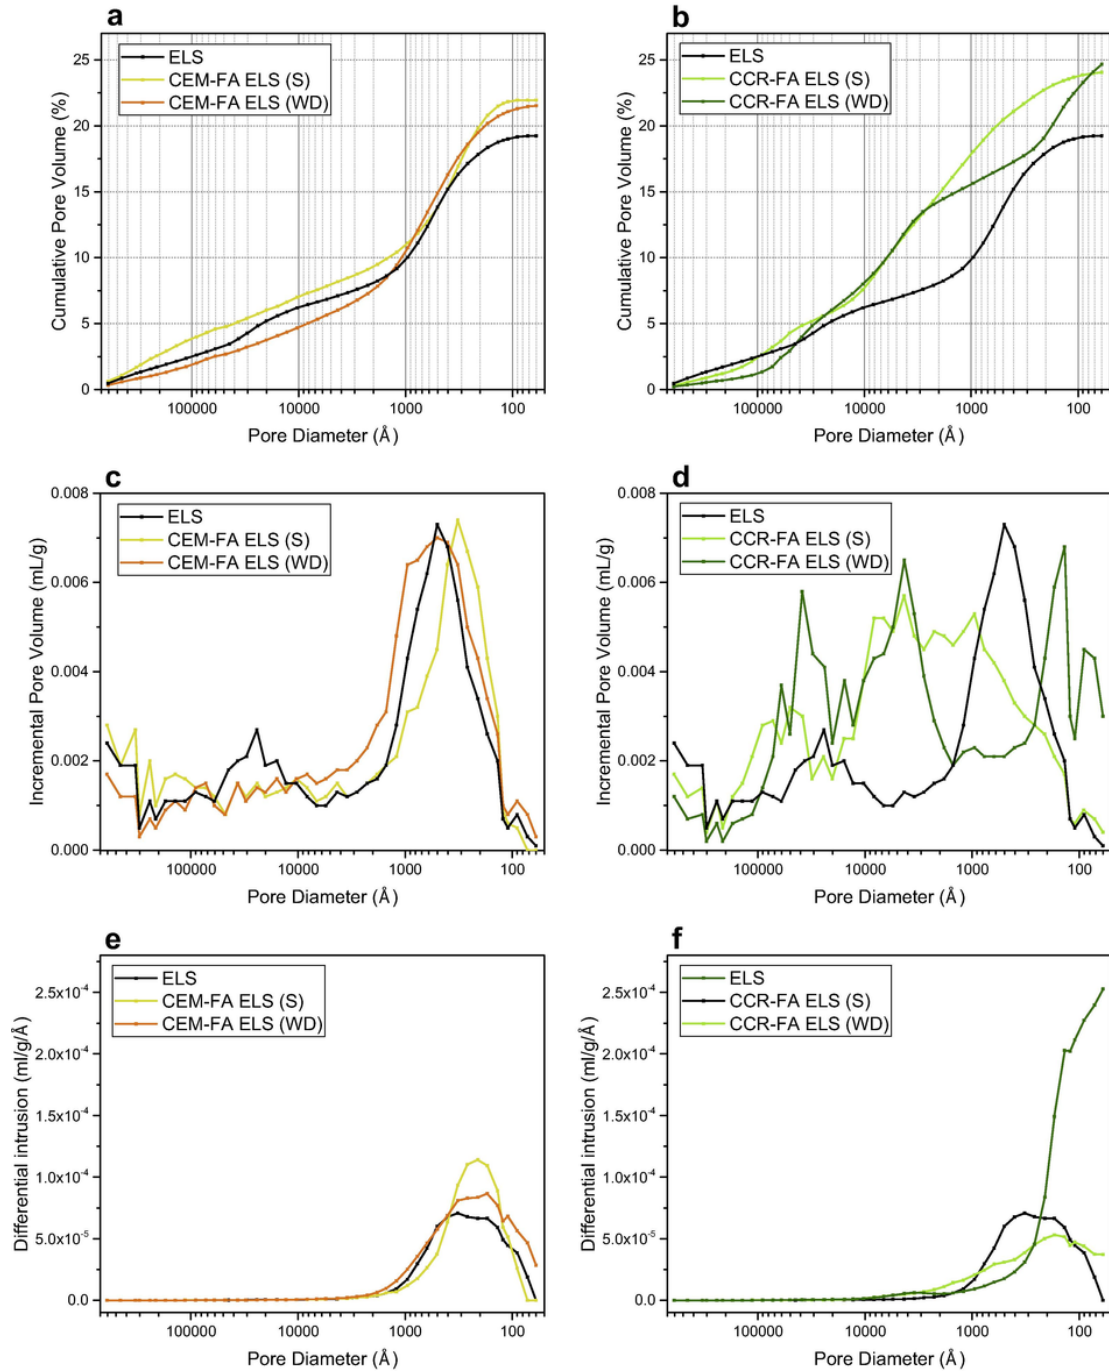 a
ELS
CEM-FA ELS (S)
CEM-FA ELS (WD)
25
20
15
10
5
0
Cumulative Pore Volume (%)
100000
10000
1000
100
Pore Diameter (Å)
b
ELS
CCR-FA ELS (S)
CCR-FA ELS (WD)
25
20
15
10
5
0
Cumulative Pore Volume (%)
100000
10000
1000
100
Pore Diameter (Å)
c
ELS
CEM-FA ELS (S)
CEM-FA ELS (WD)
0.008
0.006
0.004
0.002
0.000
Incremental Pore Volume (mL/g)
100000
10000
1000
100
Pore Diameter (Å)
d
ELS
CCR-FA ELS (S)
CCR-FA ELS (WD)
0.008
0.006
0.004
0.002
0.000
Incremental Pore Volume (mL/g)
100000
10000
1000
100
Pore Diameter (Å)
e
ELS
CEM-FA ELS (S)
CEM-FA ELS (WD)
2.5x10⁻⁴
2.0x10⁻⁴
1.5x10⁻⁴
1.0x10⁻⁴
5.0x10⁻⁵
0.0
Differential intrusion (ml/g/Å)
100000
10000
1000
100
Pore Diameter (Å)
f
ELS
CCR-FA ELS (S)
CCR-FA ELS (WD)
2.5x10⁻⁴
2.0x10⁻⁴
1.5x10⁻⁴
1.0x10⁻⁴
5.0x10⁻⁵
0.0
Differential intrusion (ml/g/Å)
100000
10000
1000
100
Pore Diameter (Å)